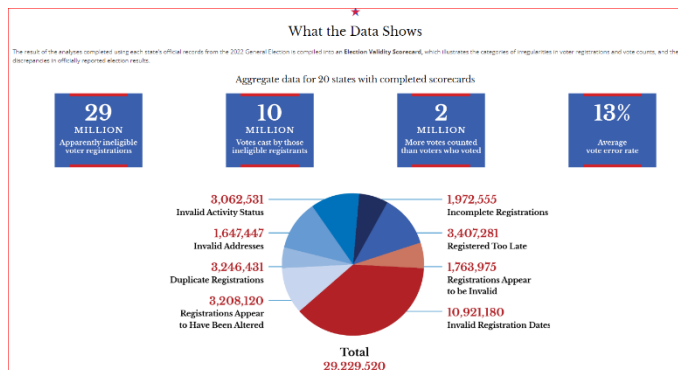 What the Data Shows
The result of the analyses completed using each state's official records from the 2022 General Election is compiled into an Election Validity Scorecard, which illustrates the categories of irregularities in voter registrations and vote counts, and the
discrepancies in officially reported election results.
Aggregate data for 20 states with completed scorecards
29
MILLION
Apparently ineligible
voter registrations
10
MILLION
Votes cast by those
ineligible registrants
2
MILLION
More votes counted
than voters who voted
13%
Average
vote error rate
3,062,531
Invalid Activity Status
1,647,447
Invalid Addresses
3,246,431
Duplicate Registrations
3,208,120
Registrations Appear
to Have Been Altered
1,972,555
Incomplete Registrations
3,407,281
Registered Too Late
1,763,975
Registrations Appear
to be Invalid
10,921,180
Invalid Registration Dates
Total
29,229,520